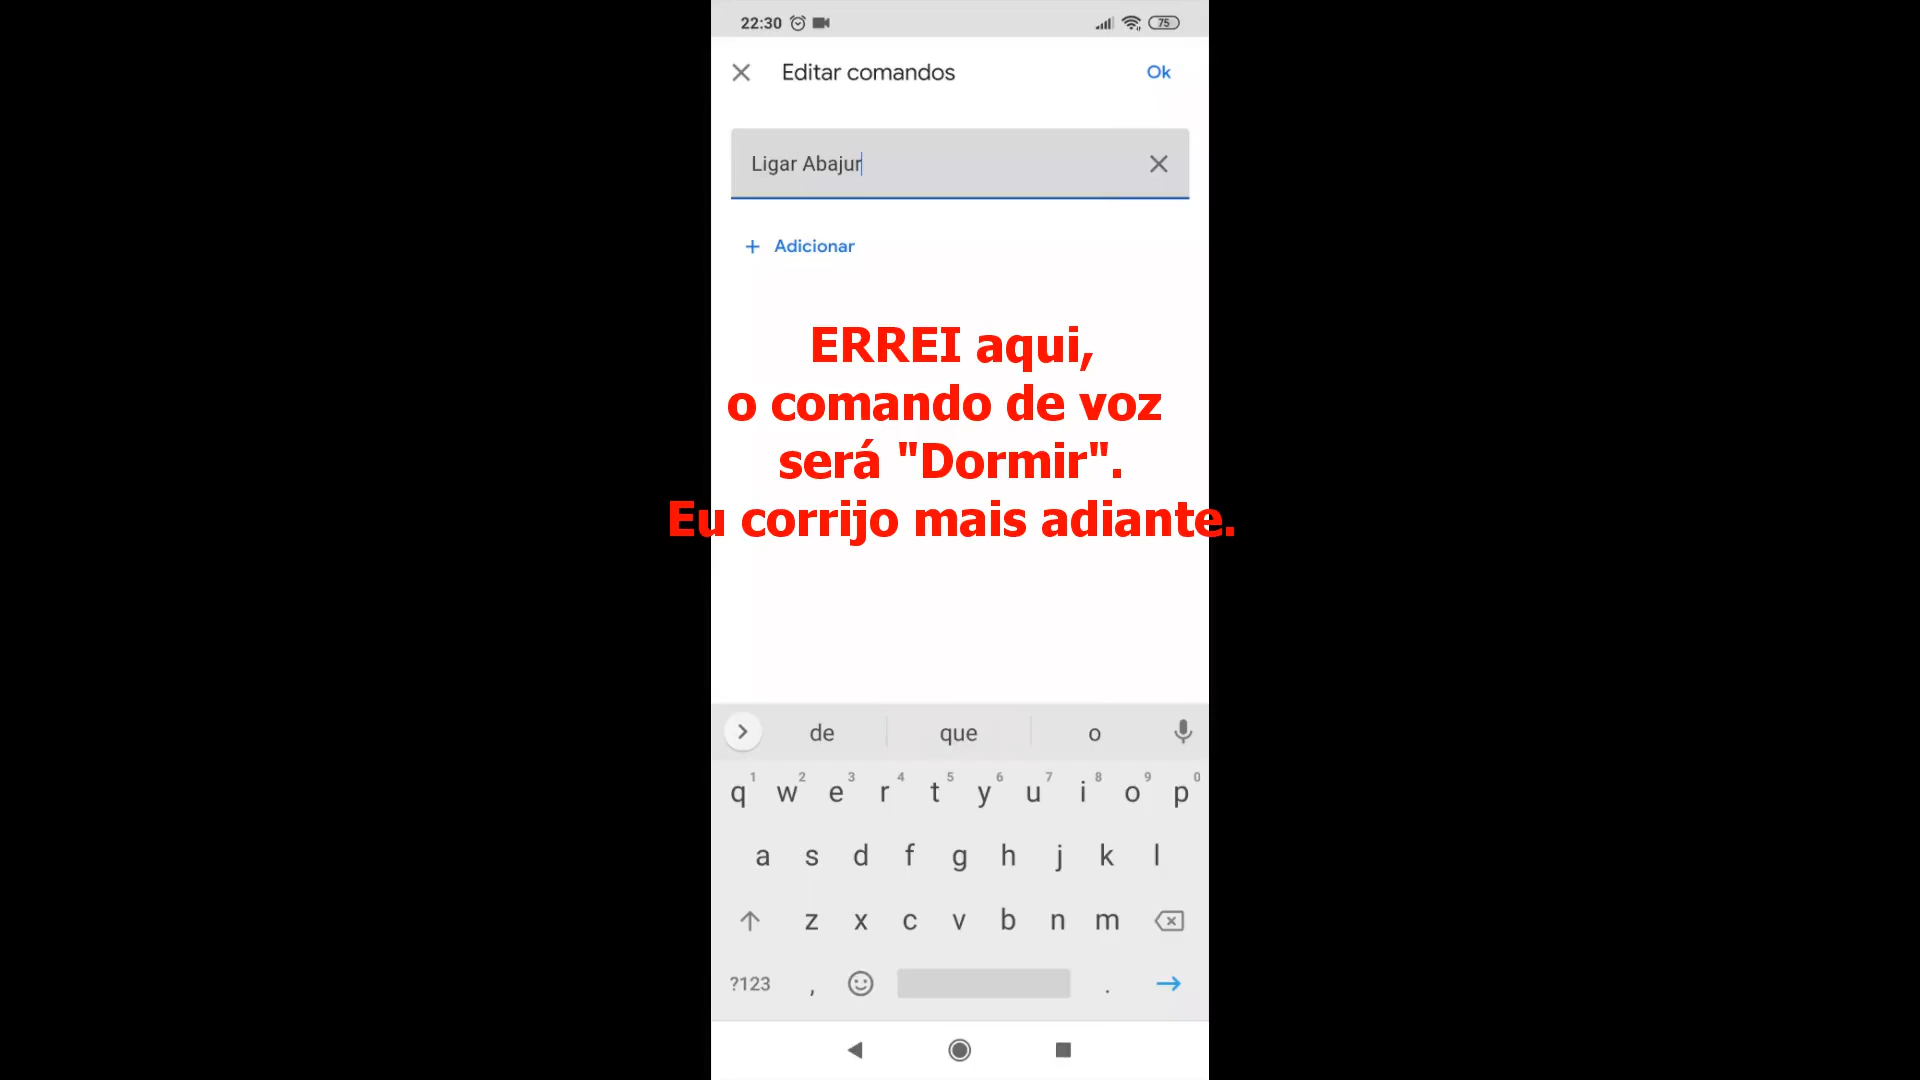 22:30
75
Editar comandos
Ok
Ligar Abajur
+ Adicionar
ERREI aqui,
o comando de voz
será "Dormir".
Eu corrijo mais adiante.
de que o
q 1 w 2 e 3 r 4 t 5 y 6 u 7 i 8 o 9 p 0
a s d f g h j k l
z x c v b n m
?123 , .